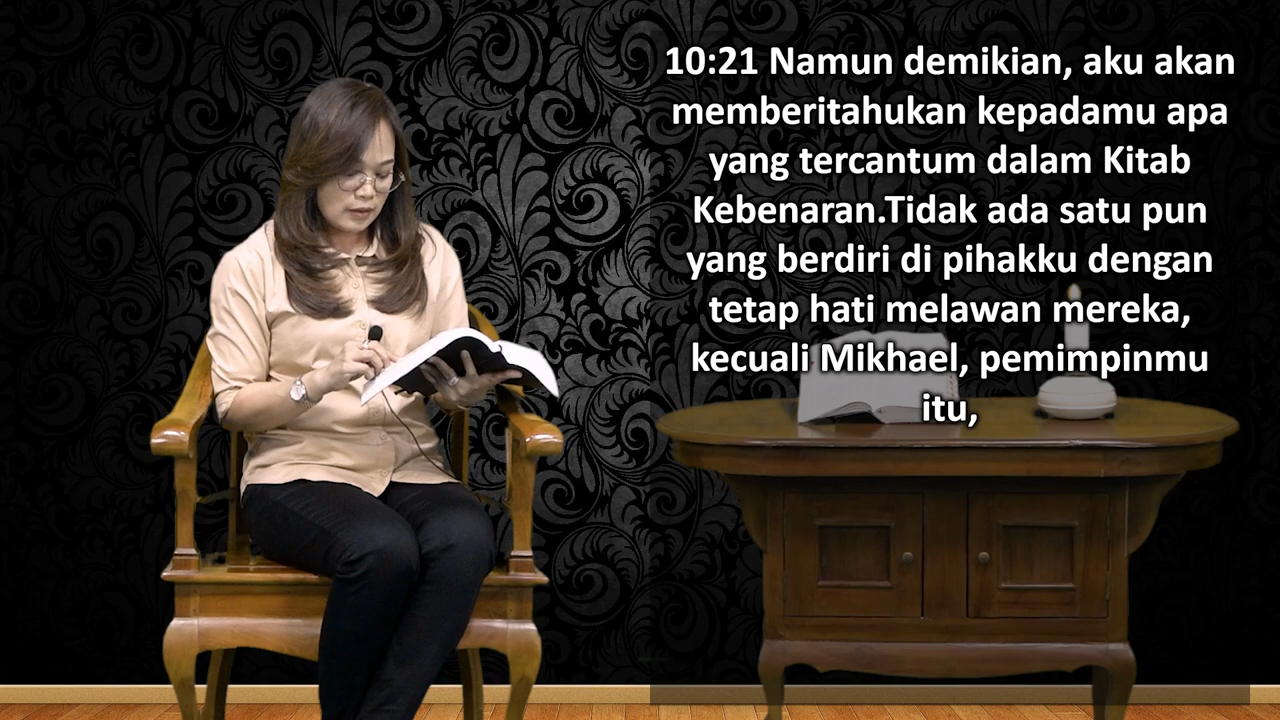 10:21 Namun demikian, aku akan
memberitahukan kepadamu apa
yang tercantum dalam Kitab
Kebenaran.Tidak ada satu pun
yang berdiri di pihakku dengan
tetap hati melawan mereka,
kecuali Mikhael, pemimpinmu
itu,